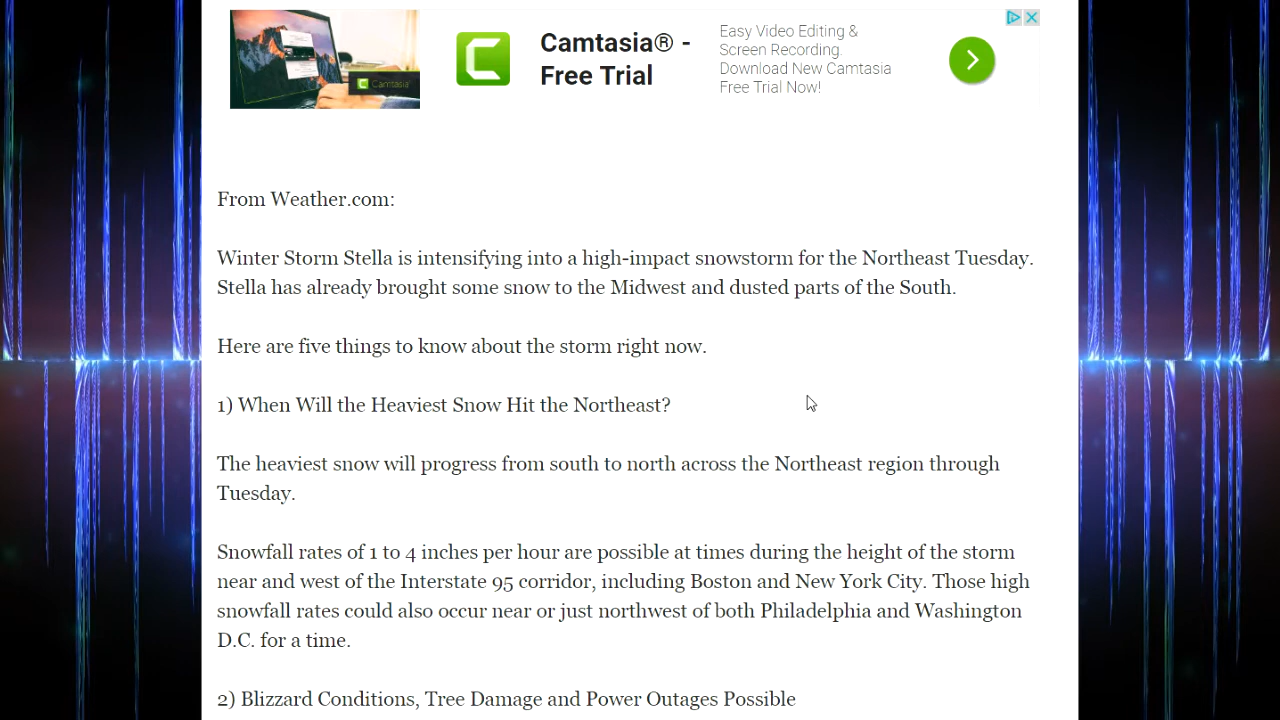 Camtasia® -
Free Trial
Easy Video Editing &
Screen Recording.
Download New Camtasia
Free Trial Now!
Camtasia
From Weather.com:
Winter Storm Stella is intensifying into a high-impact snowstorm for the Northeast Tuesday.
Stella has already brought some snow to the Midwest and dusted parts of the South.
Here are five things to know about the storm right now.
1) When Will the Heaviest Snow Hit the Northeast?
The heaviest snow will progress from south to north across the Northeast region through
Tuesday.
Snowfall rates of 1 to 4 inches per hour are possible at times during the height of the storm
near and west of the Interstate 95 corridor, including Boston and New York City. Those high
snowfall rates could also occur near or just northwest of both Philadelphia and Washington
D.C. for a time.
2) Blizzard Conditions, Tree Damage and Power Outages Possible